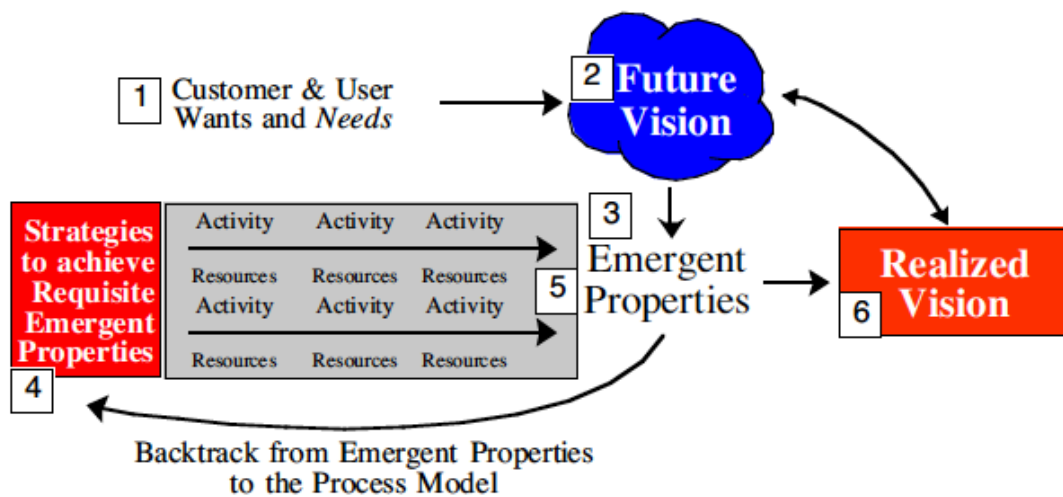 1
Customer & User
Wants and Needs
2
Future
Vision
3
Emergent
Properties
Strategies
to achieve
Requisite
Emergent
Properties
4
Activity Activity Activity
Resources Resources Resources
Activity Activity Activity
Resources Resources Resources
5
Realized
Vision
6
Backtrack from Emergent Properties
to the Process Model